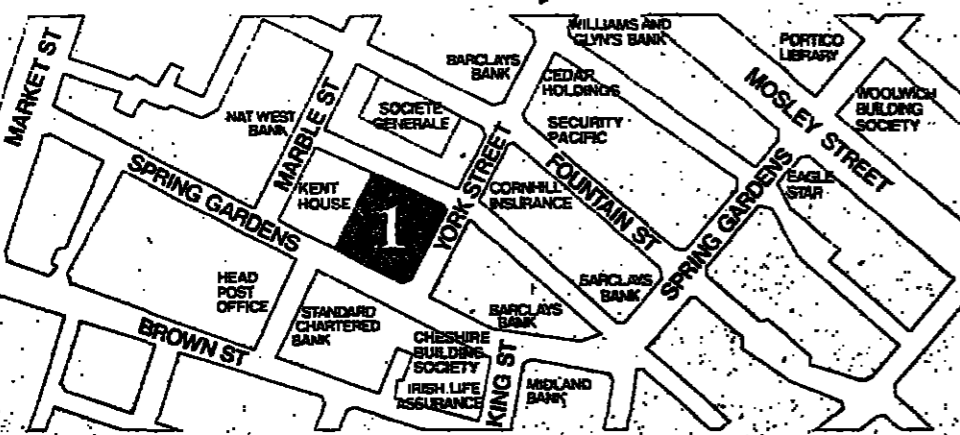 MARKET ST
NAT WEST
BANK
MARBLE ST
SOCIETE
GENERALE
BARCLAYS
BANK
WILLIAMS AND
GLYN'S BANK
CEDAR
HOLDINGS
SECURITY
PACIFIC
PORTICO
LIBRARY
MOSLEY STREET
WOOLWICH
BUILDING
SOCIETY
SPRING GARDENS
KENT
HOUSE
1
YORK STREET
CORNHILL
INSURANCE
FOUNTAIN ST
SPRING GARDENS
EAGLE
STAR
HEAD
POST
OFFICE
BROWN ST
STANDARD
CHARTERED
BANK
CHESHIRE
BUILDING
SOCIETY
IRISH LIFE
ASSURANCE
BARCLAYS
BANK
KING ST
MIDLAND
BANK
BARCLAYS
BANK